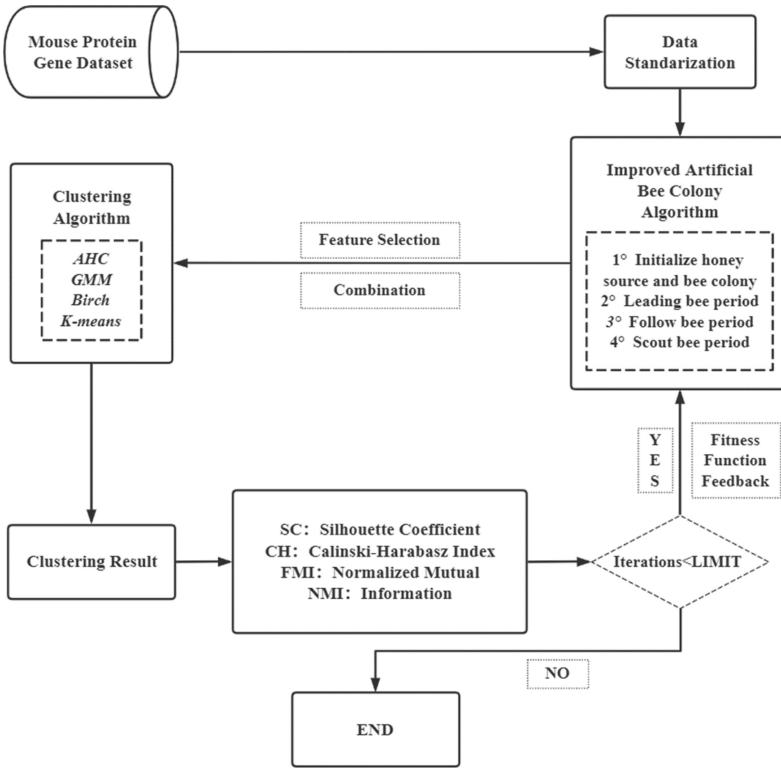 Mouse Protein
Gene Dataset
Data
Standarization
Improved Artificial
Bee Colony
Algorithm
1° Initialize honey
source and bee colony
2° Leading bee period
3° Follow bee period
4° Scout bee period
Feature Selection
Combination
Clustering
Algorithm
AHC
GMM
Birch
K-means
Clustering Result
SC：Silhouette Coefficient
CH：Calinski-Harabasz Index
FMI：Normalized Mutual
NMI：Information
Iterations<LIMIT
Y
E
S
Fitness
Function
Feedback
NO
END